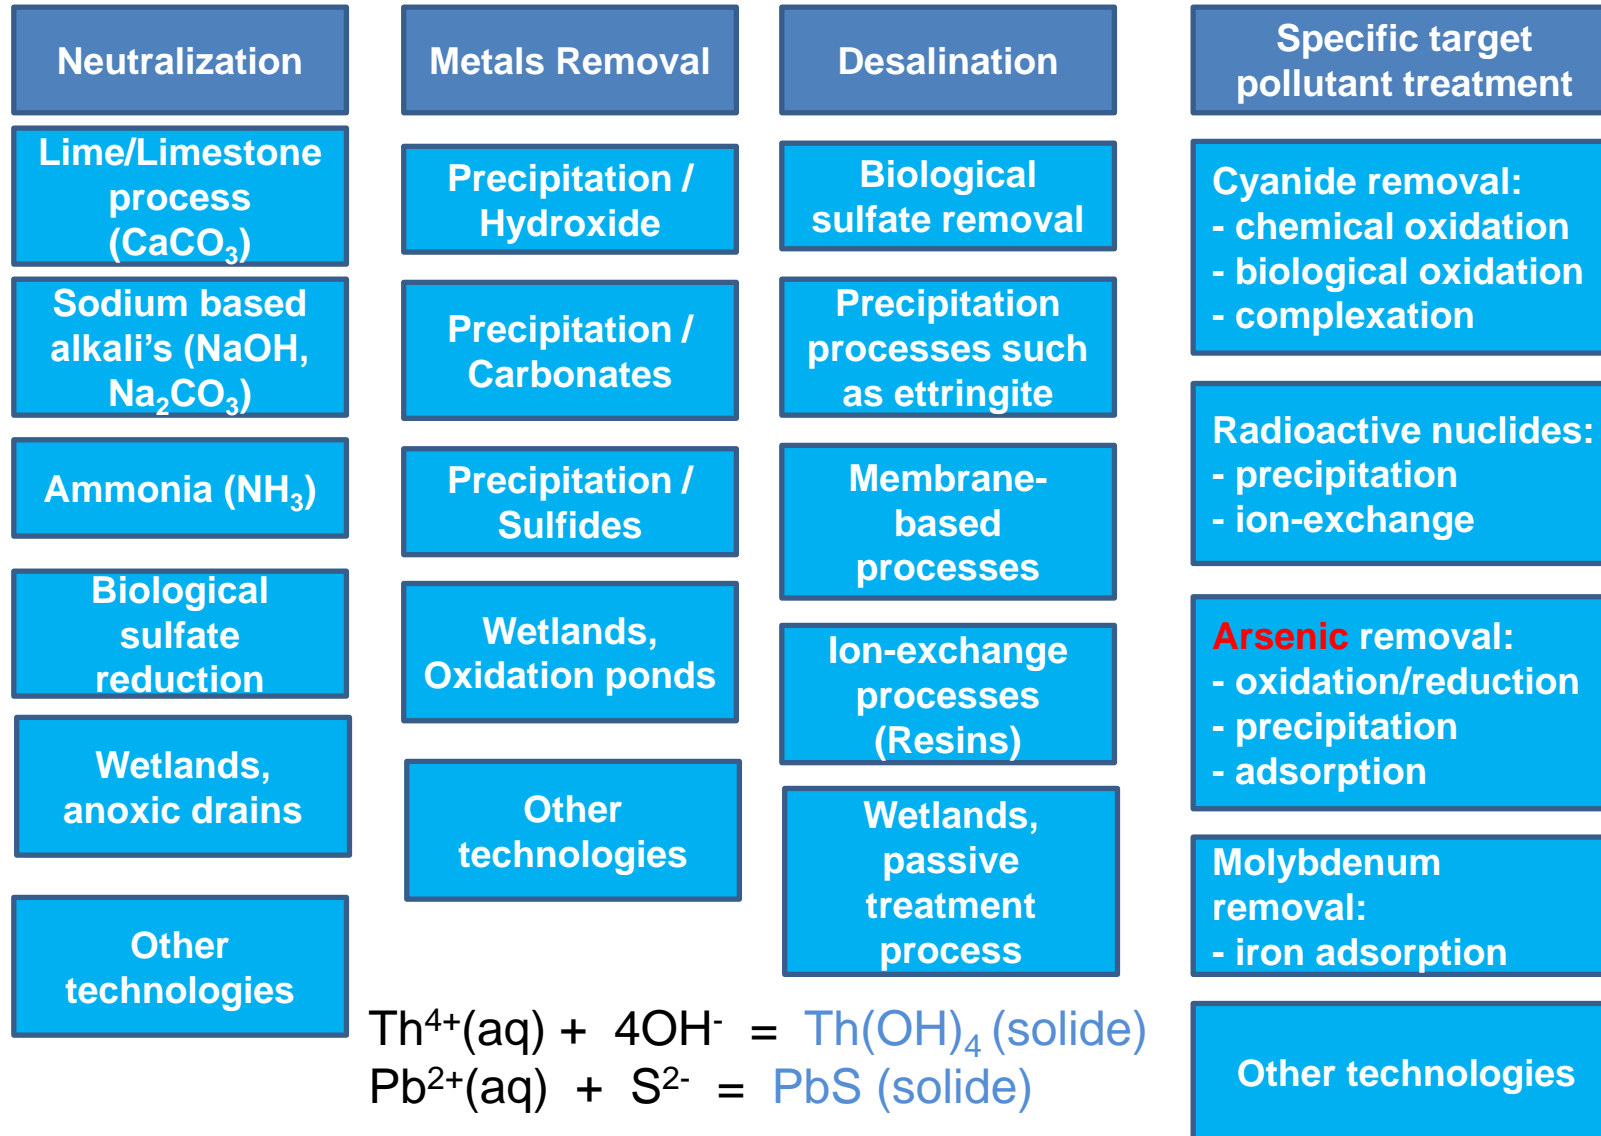 Neutralization
Lime/Limestone
process
(CaCO₃)
Sodium based
alkali’s (NaOH,
Na₂CO₃)
Ammonia (NH₃)
Biological
sulfate
reduction
Wetlands,
anoxic drains
Other
technologies
Metals Removal
Precipitation /
Hydroxide
Precipitation /
Carbonates
Precipitation /
Sulfides
Wetlands,
Oxidation ponds
Other
technologies
Desalination
Biological
sulfate removal
Precipitation
processes such
as ettringite
Membrane-
based
processes
Ion-exchange
processes
(Resins)
Wetlands,
passive
treatment
process
Specific target
pollutant treatment
Cyanide removal:
- chemical oxidation
- biological oxidation
- complexation
Radioactive nuclides:
- precipitation
- ion-exchange
Arsenic removal:
- oxidation/reduction
- precipitation
- adsorption
Molybdenum
removal:
- iron adsorption
Other technologies
Th⁴⁺(aq) + 4OH⁻ = Th(OH)₄ (solide)
Pb²⁺(aq) + S²⁻ = PbS (solide)